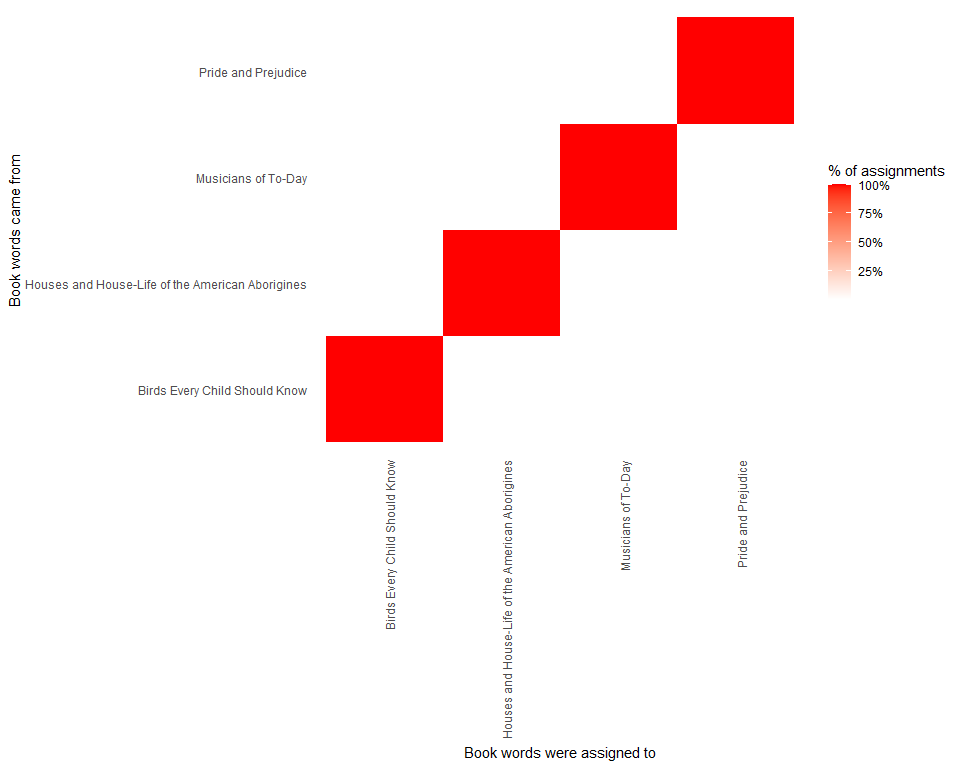 Book words came from
Pride and Prejudice
Musicians of To-Day
Houses and House-Life of the American Aborigines
Birds Every Child Should Know
% of assignments
100%
75%
50%
25%
Birds Every Child Should Know
Houses and House-Life of the American Aborigines
Musicians of To-Day
Pride and Prejudice
Book words were assigned to